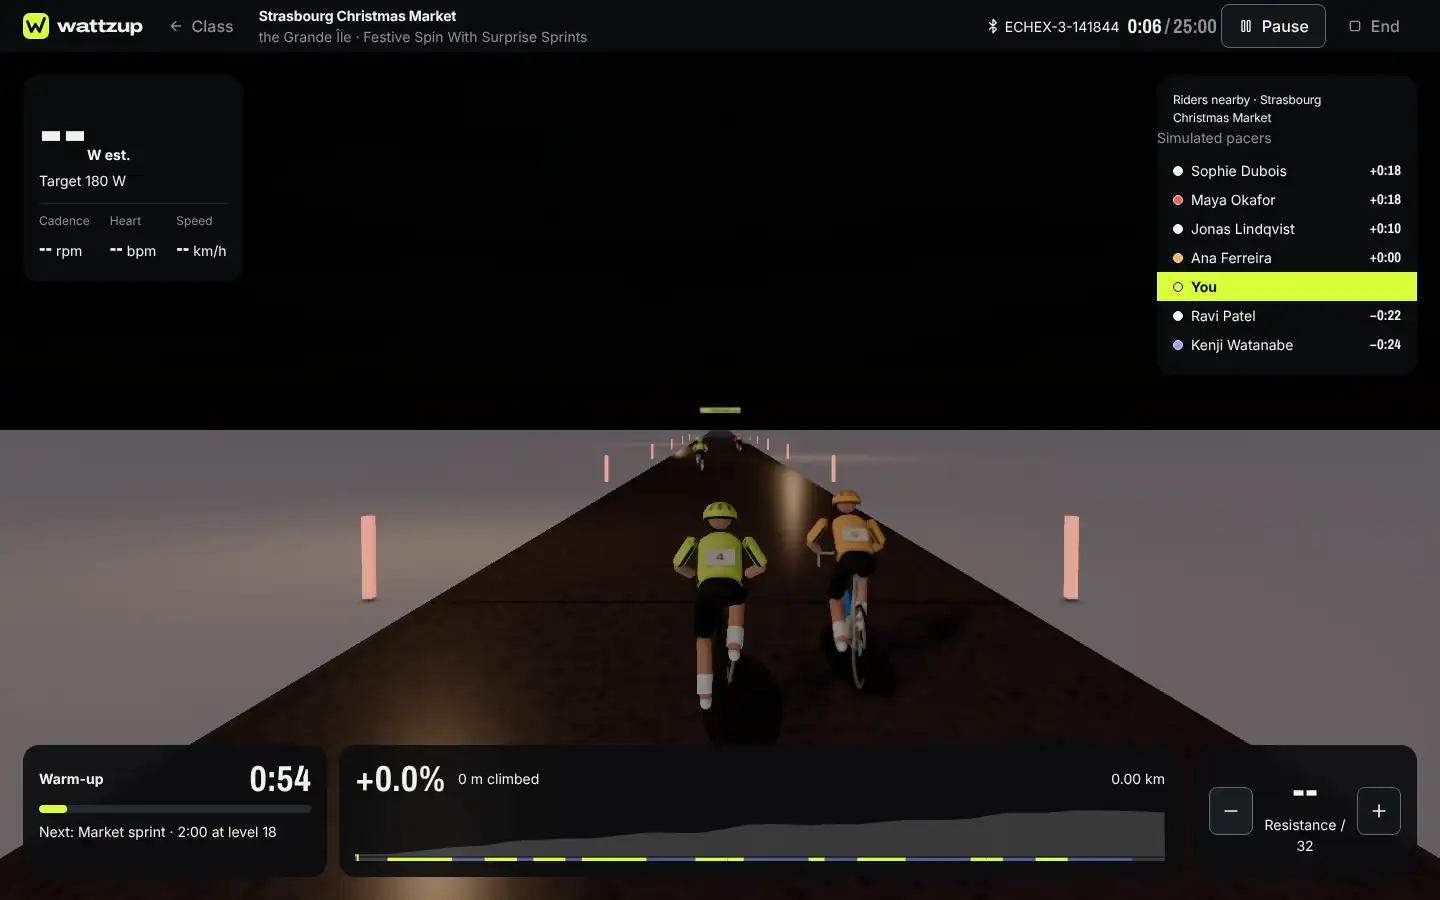 wattzup
Class
Strasbourg Christmas Market
the Grande Île · Festive Spin With Surprise Sprints
ECHEX-3-141844
0:06 / 25:00
Pause
End
-- W est.
Target 180 W
Cadence Heart Speed
-- rpm -- bpm -- km/h
Riders nearby · Strasbourg
Christmas Market
Simulated pacers
Sophie Dubois +0:18
Maya Okafor +0:18
Jonas Lindqvist +0:10
Ana Ferreira +0:00
You
Ravi Patel −0:22
Kenji Watanabe −0:24
4
Warm-up 0:54
Next: Market sprint · 2:00 at level 18
+0.0% 0 m climbed 0.00 km
--
Resistance /
32